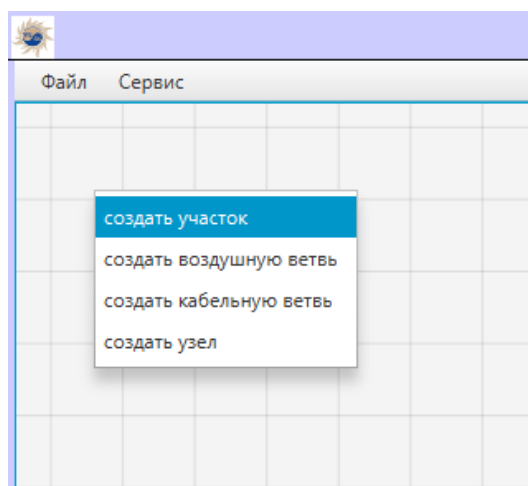 Файл Сервис
создать участок
создать воздушную ветвь
создать кабельную ветвь
создать узел